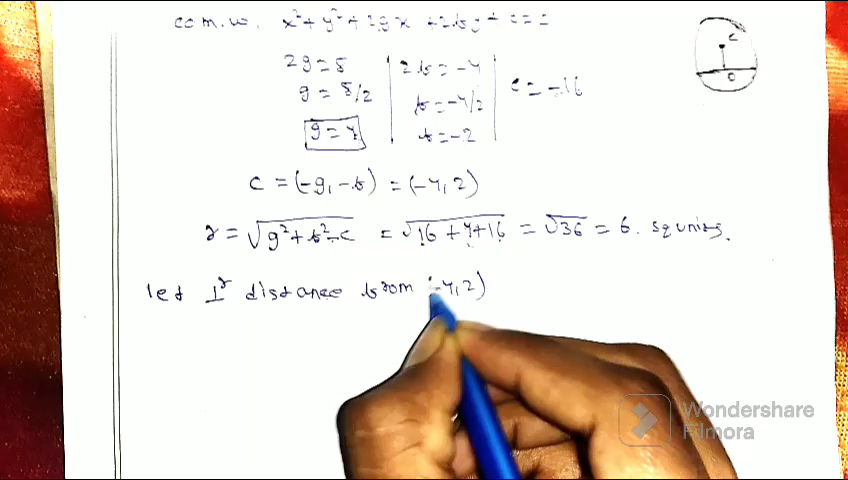 com.w. x²+y²+2gx+2fy+c=0
2g=8 | 2f=-4 | c=-16
g=8/2 | f=-4/2
g=4 | f=-2
C=(-g,-f)=(-4,2)
r=√g²+f²-c =√16+4+16 =√36 =6. sq units.
let ⊥r distance from (-4,2)
C
O
Wondershare
Filmora